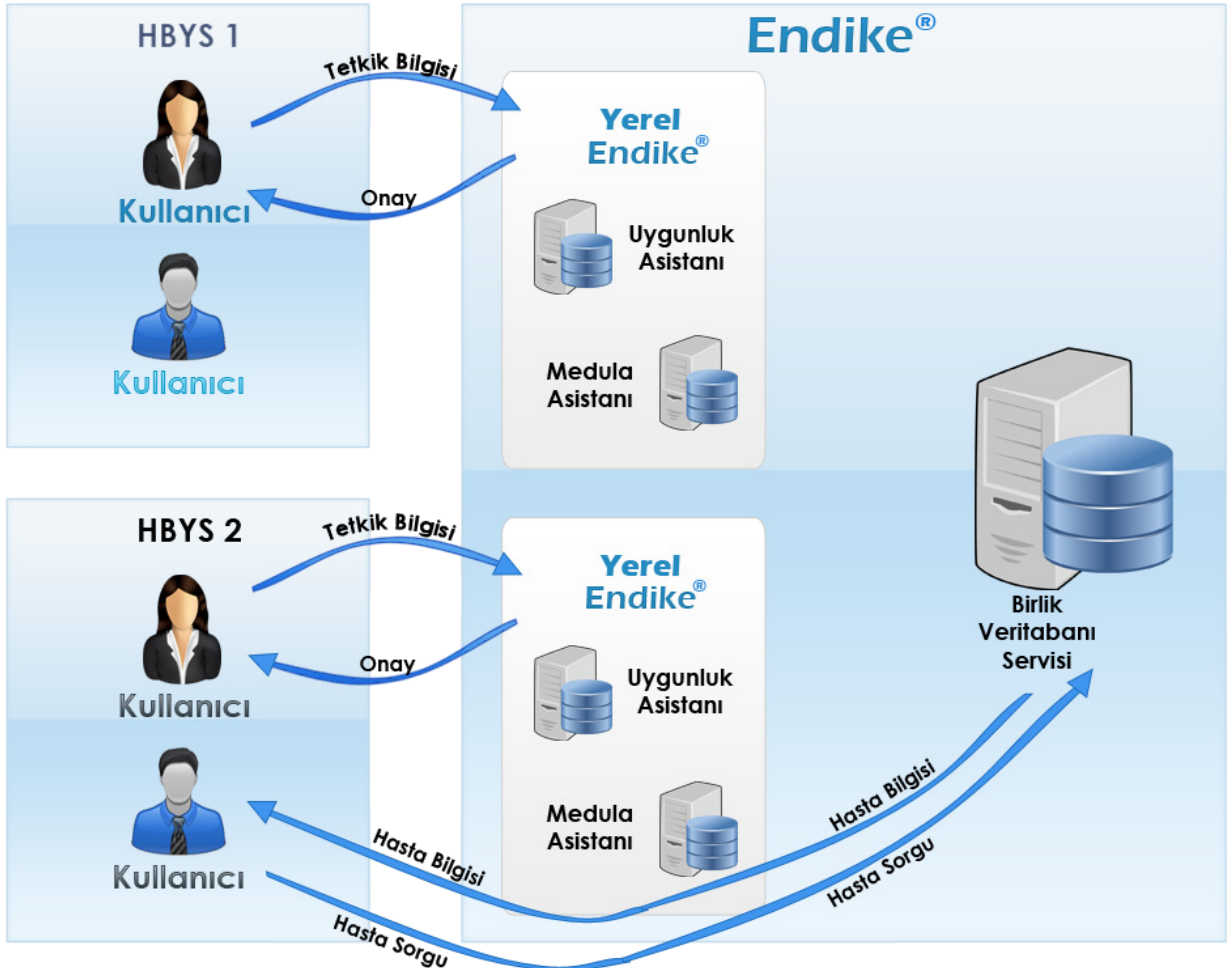 HBYS 1
Kullanıcı
Kullanıcı
Tetkik Bilgisi
Onay
Endike®
Yerel
Endike®
Uygunluk
Asistanı
Medula
Asistanı
HBYS 2
Kullanıcı
Kullanıcı
Tetkik Bilgisi
Onay
Yerel
Endike®
Uygunluk
Asistanı
Medula
Asistanı
Birlik
Veritabanı
Servisi
Hasta Bilgisi
Hasta Bilgisi
Hasta Sorgu
Hasta Sorgu